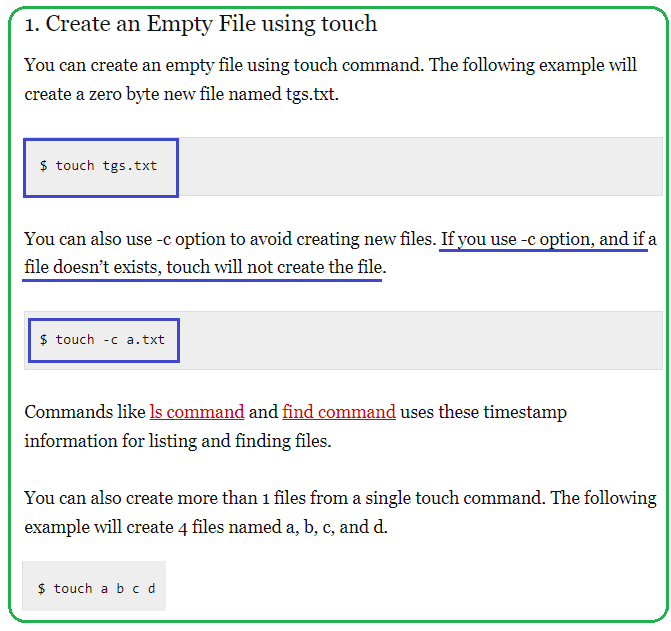 1. Create an Empty File using touch
You can create an empty file using touch command. The following example will
create a zero byte new file named tgs.txt.
$ touch tgs.txt
You can also use -c option to avoid creating new files. If you use -c option, and if a
file doesn’t exists, touch will not create the file.
$ touch -c a.txt
Commands like ls command and find command uses these timestamp
information for listing and finding files.
You can also create more than 1 files from a single touch command. The following
example will create 4 files named a, b, c, and d.
$ touch a b c d